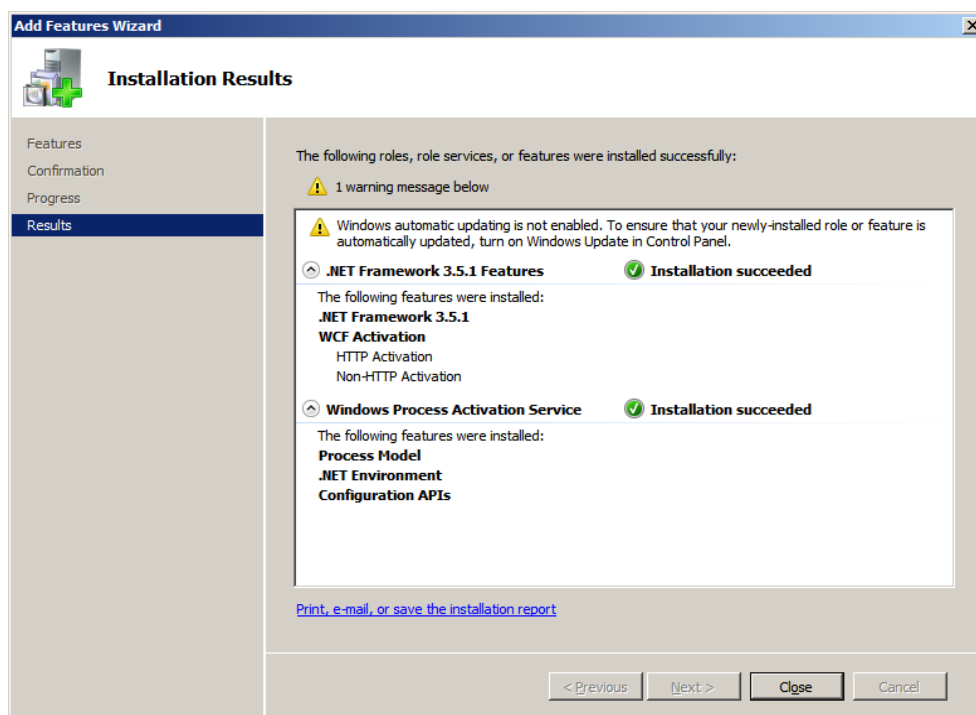 Add Features Wizard
Installation Results
Features
Confirmation
Progress
Results
The following roles, role services, or features were installed successfully:
1 warning message below
Windows automatic updating is not enabled. To ensure that your newly-installed role or feature is
automatically updated, turn on Windows Update in Control Panel.
.NET Framework 3.5.1 Features Installation succeeded
The following features were installed:
.NET Framework 3.5.1
WCF Activation
HTTP Activation
Non-HTTP Activation
Windows Process Activation Service Installation succeeded
The following features were installed:
Process Model
.NET Environment
Configuration APIs
Print, e-mail, or save the installation report
< Previous Next > Close Cancel